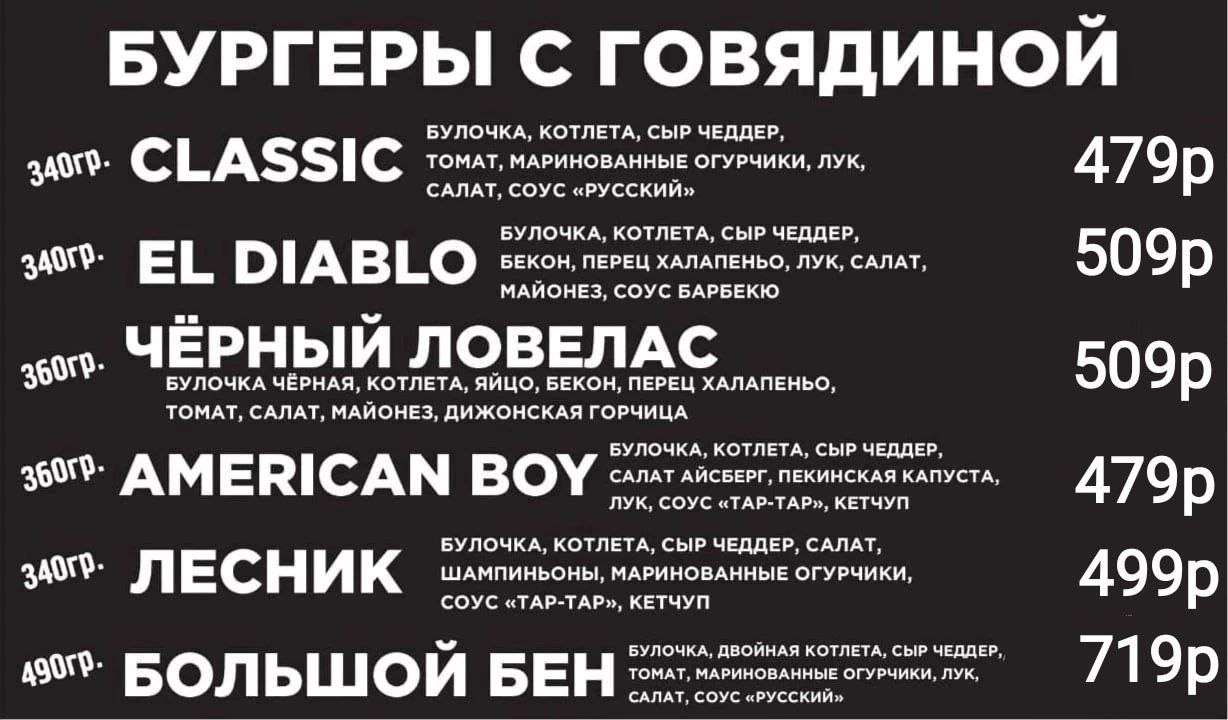 БУРГЕРЫ С ГОВЯДИНОЙ
340гр. CLASSIC
БУЛОЧКА, КОТЛЕТА, СЫР ЧЕДДЕР,
ТОМАТ, МАРИНОВАННЫЕ ОГУРЧИКИ, ЛУК,
САЛАТ, СОУС «РУССКИЙ»
479р
340гр. EL DIABLO
БУЛОЧКА, КОТЛЕТА, СЫР ЧЕДДЕР,
БЕКОН, ПЕРЕЦ ХАЛАПЕНЬО, ЛУК, САЛАТ,
МАЙОНЕЗ, СОУС БАРБЕКЮ
509р
360гр. ЧЁРНЫЙ ЛОВЕЛАС
БУЛОЧКА ЧЁРНАЯ, КОТЛЕТА, ЯЙЦО, БЕКОН, ПЕРЕЦ ХАЛАПЕНЬО,
ТОМАТ, САЛАТ, МАЙОНЕЗ, ДИЖОНСКАЯ ГОРЧИЦА
509р
360гр. AMERICAN BOY
БУЛОЧКА, КОТЛЕТА, СЫР ЧЕДДЕР,
САЛАТ АЙСБЕРГ, ПЕКИНСКАЯ КАПУСТА,
ЛУК, СОУС «ТАР-ТАР», КЕТЧУП
479р
340гр. ЛЕСНИК
БУЛОЧКА, КОТЛЕТА, СЫР ЧЕДДЕР, САЛАТ,
ШАМПИНЬОНЫ, МАРИНОВАННЫЕ ОГУРЧИКИ,
СОУС «ТАР-ТАР», КЕТЧУП
499р
490гр. БОЛЬШОЙ БЕН
БУЛОЧКА, ДВОЙНАЯ КОТЛЕТА, СЫР ЧЕДДЕР,
ТОМАТ, МАРИНОВАННЫЕ ОГУРЧИКИ, ЛУК,
САЛАТ, СОУС «РУССКИЙ»
719р